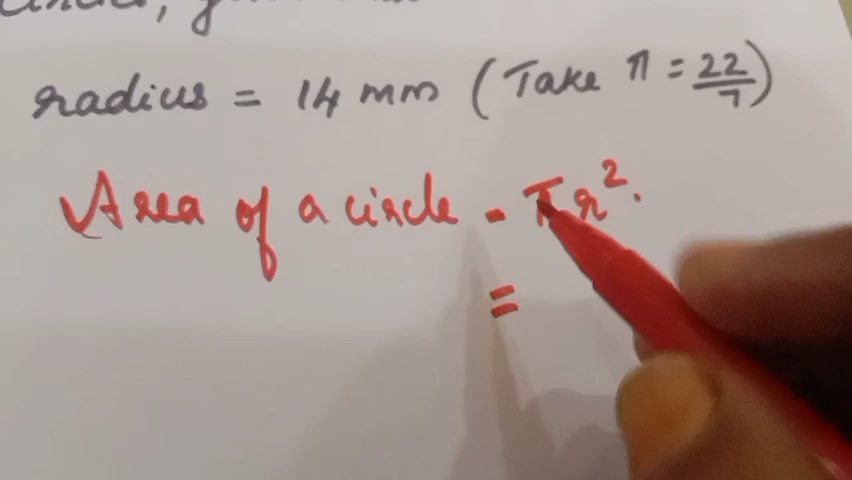 radius = 14 mm (Take π = 22/7)
Area of a circle = πr².
=